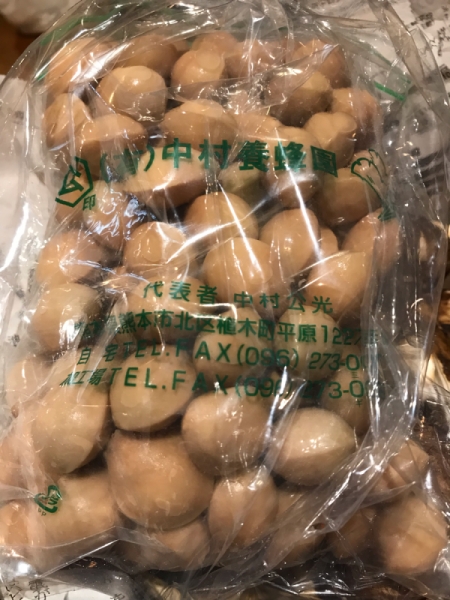 (有)中村養蜂園
公
印
代表者 中村公光
熊本市北区植木町平原122
自宅TEL.FAX(096)273-0
加工場TEL.FAX(096)273-0